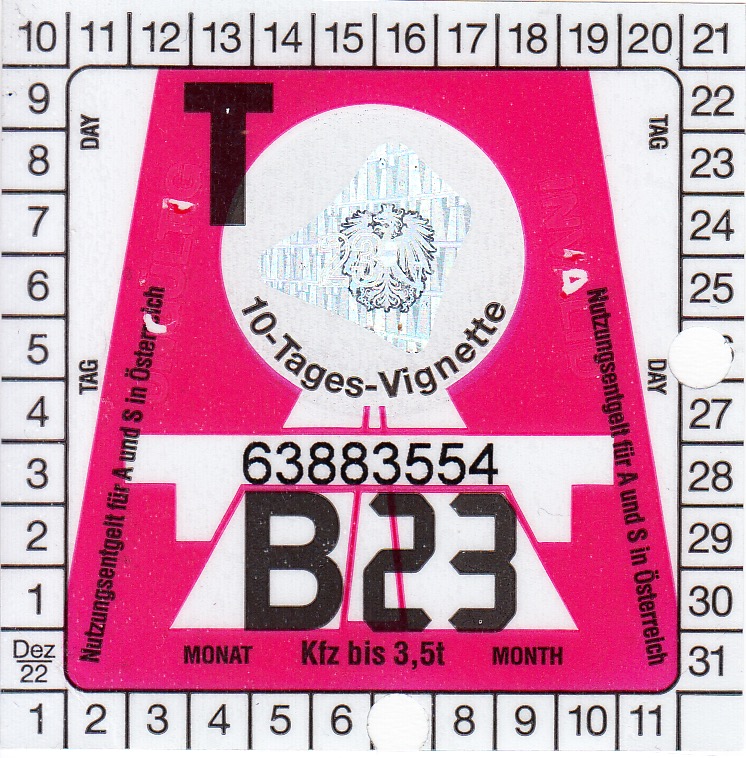 10 11 12 13 14 15 16 17 18 19 20 21
9 22
8 23
7 24
6 25
5
4 27
3 28
2 29
1 30
Dez
22
31
1 2 3 4 5 6 8 9 10 11
DAY
TAG
T
10-Tages-Vignette
TAG
DAY
Nutzungsentgelt für A und S in Österreich
Nutzungsentgelt für A und S in Österreich
63883554
B23
MONAT Kfz bis 3,5t MONTH